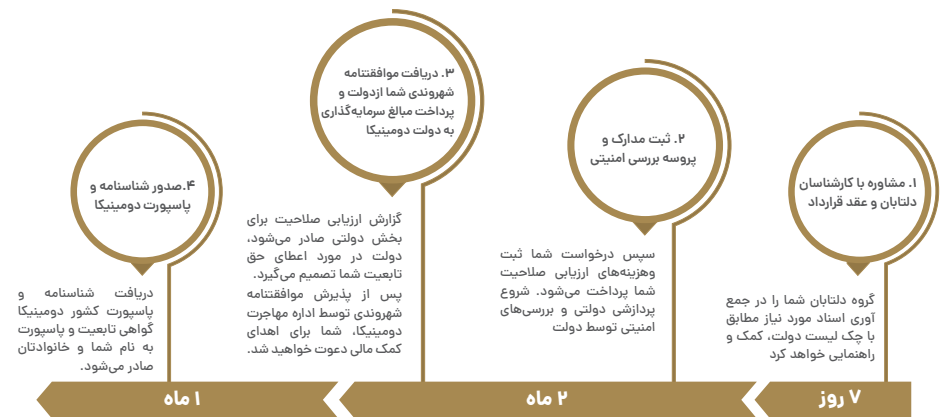 ۱. مشاوره با کارشناسان
دلتابان و عقد قرارداد
گروه دلتابان شما را در جمع
آوری اسناد مورد نیاز مطابق
با چک لیست دولت، کمک و
راهنمایی خواهد کرد
۷ روز
۲. ثبت مدارک و
پروسه بررسی امنیتی
سپس درخواست شما ثبت
وهزینه‌های ارزیابی صلاحیت
شما پرداخت می‌شود. شروع
پردازشی دولتی و بررسی‌های
امنیتی توسط دولت
۲ ماه
۳. دریافت موافقتنامه
شهروندی شما ازدولت و
پرداخت مبالغ سرمایه‌گذاری
به دولت دومینیکا
گزارش ارزیابی صلاحیت برای
بخش دولتی صادر می‌شود،
دولت در مورد اعطای حق
تابعیت شما تصمیم می‌گیرد.
پس از پذیرش موافقتنامه
شهروندی توسط اداره مهاجرت
دومینیکا، شما برای اهدای
کمک مالی دعوت خواهید شد.
۴.صدور شناسنامه و
پاسپورت دومینیکا
دریافت شناسنامه و
پاسپورت کشور دومینیکا
گواهی تابعیت و پاسپورت
به نام شما و خانوادتان
صادر می‌شود.
۱ ماه